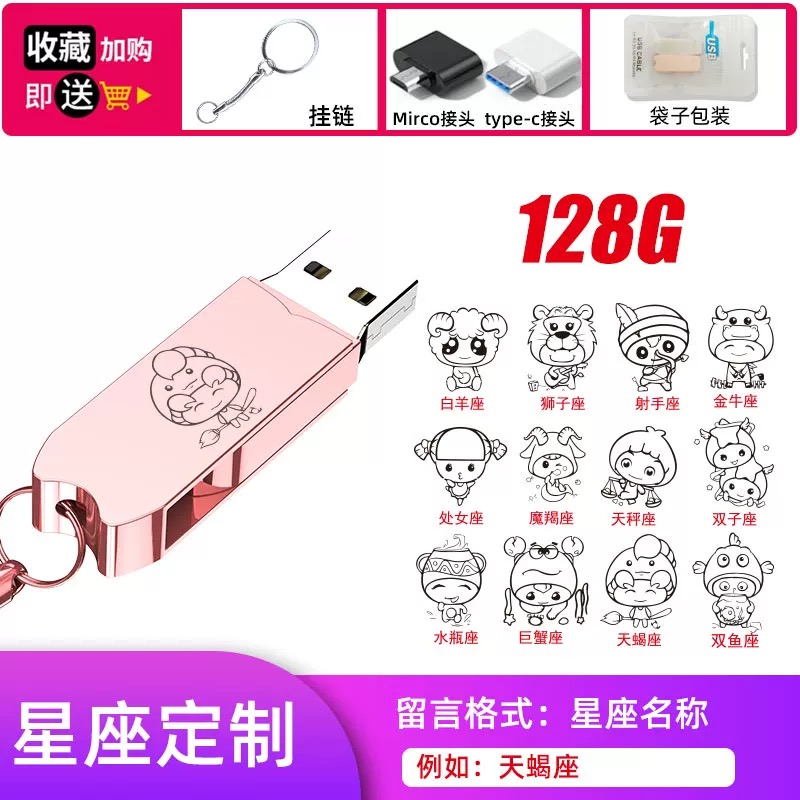 收藏加购
即送
挂链
Mirco接头 type-c接头
袋子包装
USB CABLE
USB
128G
白羊座 狮子座 射手座 金牛座
处女座 魔羯座 天秤座 双子座
水瓶座 巨蟹座 天蝎座 双鱼座
星座定制
留言格式：星座名称
例如：天蝎座